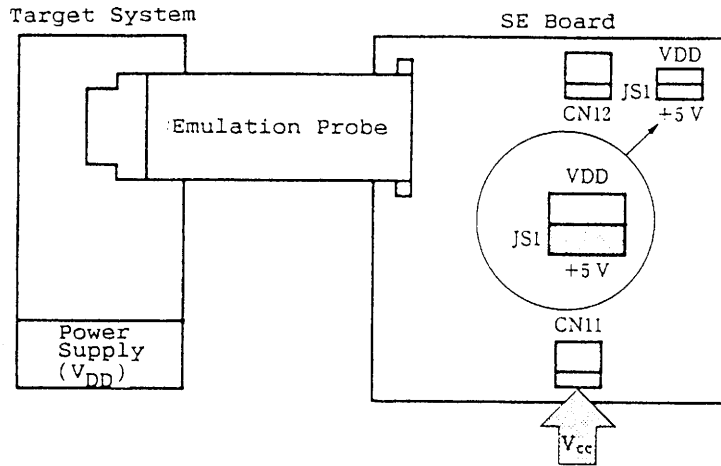 Target System
SE Board
VDD
JS1
+5 V
CN12
Emulation Probe
VDD
JS1
+5 V
CN11
Power
Supply
(VDD)
Vcc